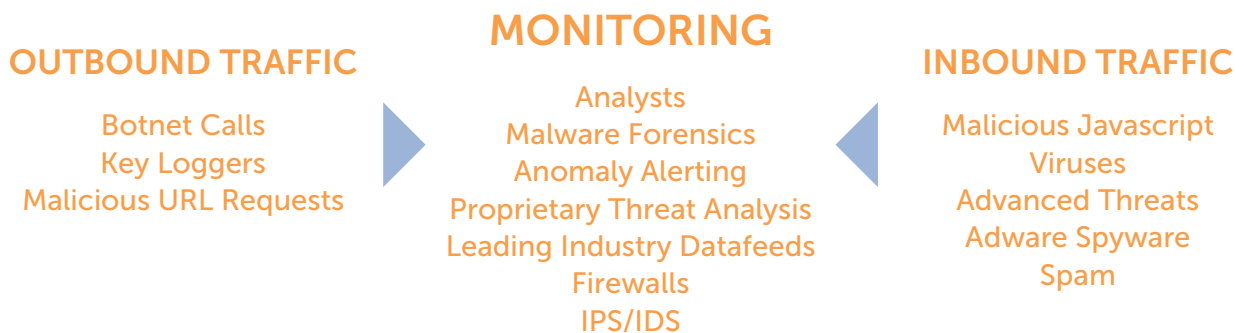 OUTBOUND TRAFFIC
Botnet Calls
Key Loggers
Malicious URL Requests
MONITORING
Analysts
Malware Forensics
Anomaly Alerting
Proprietary Threat Analysis
Leading Industry Datafeeds
Firewalls
IPS/IDS
INBOUND TRAFFIC
Malicious Javascript
Viruses
Advanced Threats
Adware Spyware
Spam